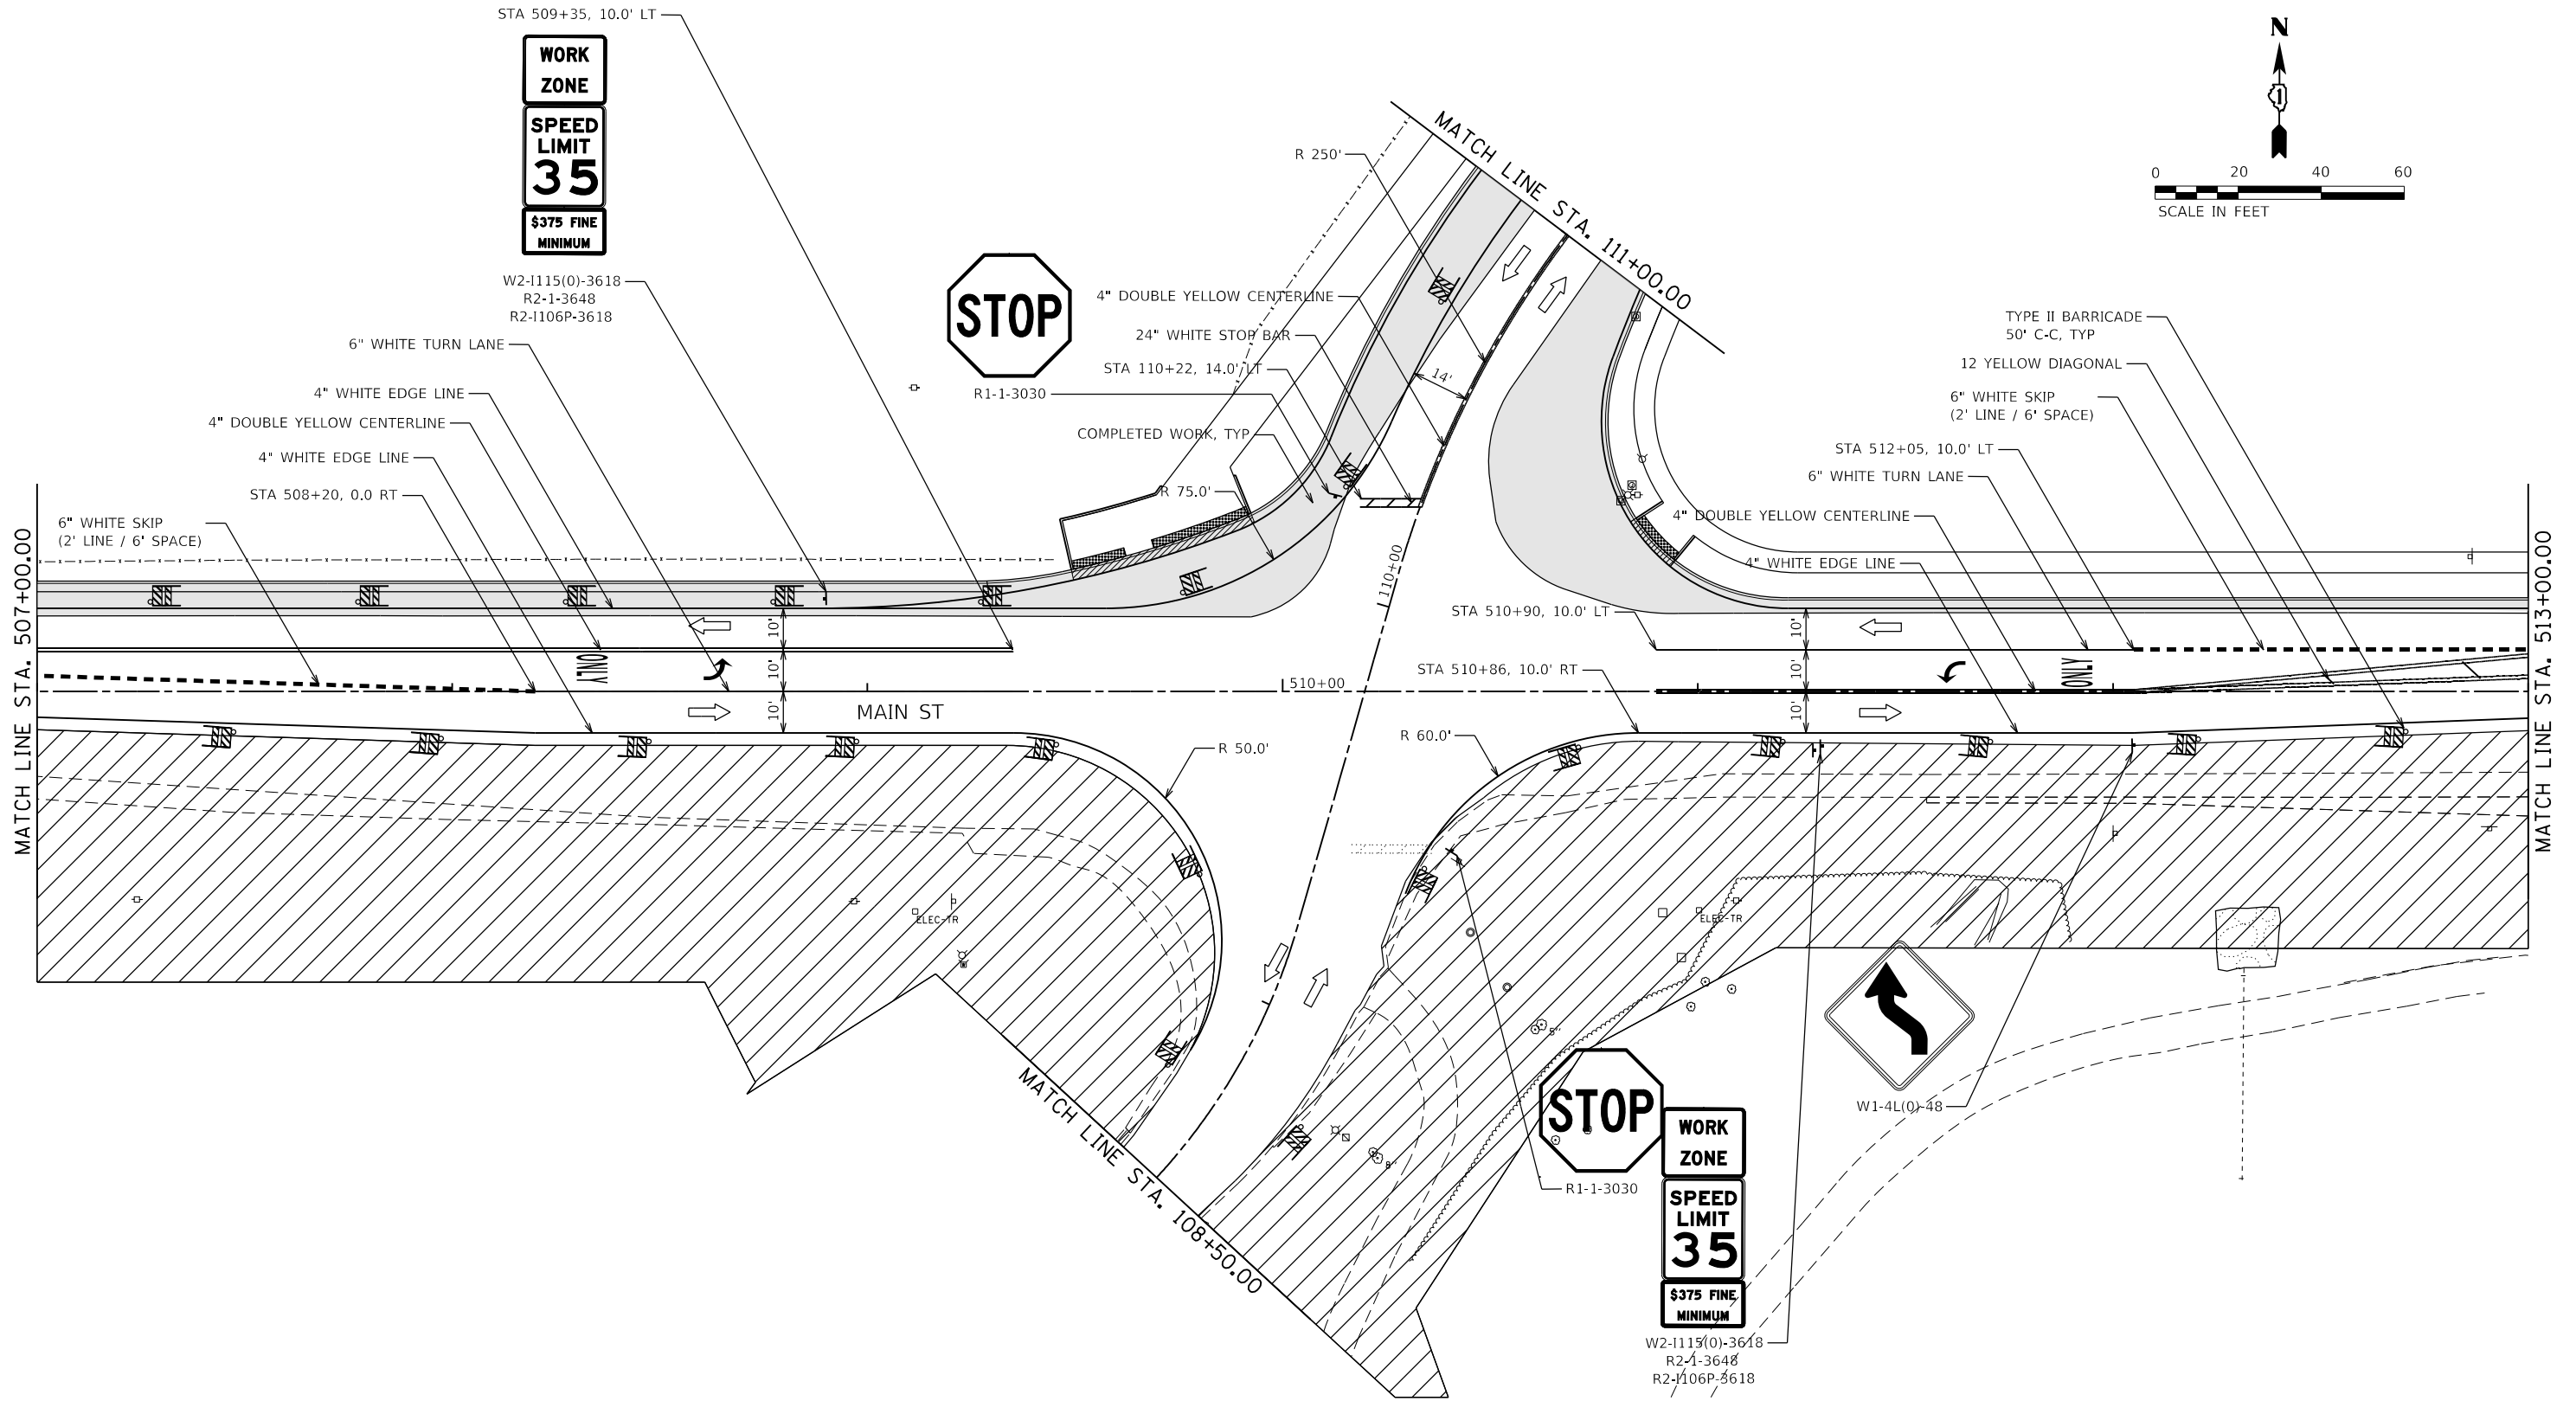 STA 509+35, 10.0' LT
WORK
ZONE
SPEED
LIMIT
35
$375 FINE
MINIMUM
W2-I115(O)-3618
R2-1-3648
R2-I106P-3618
6" WHITE TURN LANE
4" WHITE EDGE LINE
4" DOUBLE YELLOW CENTERLINE
4" WHITE EDGE LINE
STA 508+20, 0.0 RT
6" WHITE SKIP
(2' LINE / 6' SPACE)
MATCH LINE STA. 507+00.00
STOP
R1-1-3030
R 250'
4" DOUBLE YELLOW CENTERLINE
24" WHITE STOP BAR
STA 110+22, 14.0' LT
COMPLETED WORK, TYP
R 75.0'
14'
MATCH LINE STA. 111+00.00
N
1
0 20 40 60
SCALE IN FEET
TYPE II BARRICADE
50' C-C, TYP
12 YELLOW DIAGONAL
6" WHITE SKIP
(2' LINE / 6' SPACE)
STA 512+05, 10.0' LT
6" WHITE TURN LANE
4" DOUBLE YELLOW CENTERLINE
4" WHITE EDGE LINE
STA 510+90, 10.0' LT
STA 510+86, 10.0' RT
MATCH LINE STA. 513+00.00
110+00
510+00
10'
10'
10'
10'
10'
10'
ONLY
ONLY
MAIN ST
R 50.0'
R 60.0'
ELEC-TR
ELEC-TR
5"
8"
MATCH LINE STA. 108+50.00
STOP
R1-1-3030
WORK
ZONE
SPEED
LIMIT
35
$375 FINE
MINIMUM
W2-I115(O)-3618
R2-1-3648
R2-I106P-3618
W1-4L(O)-48